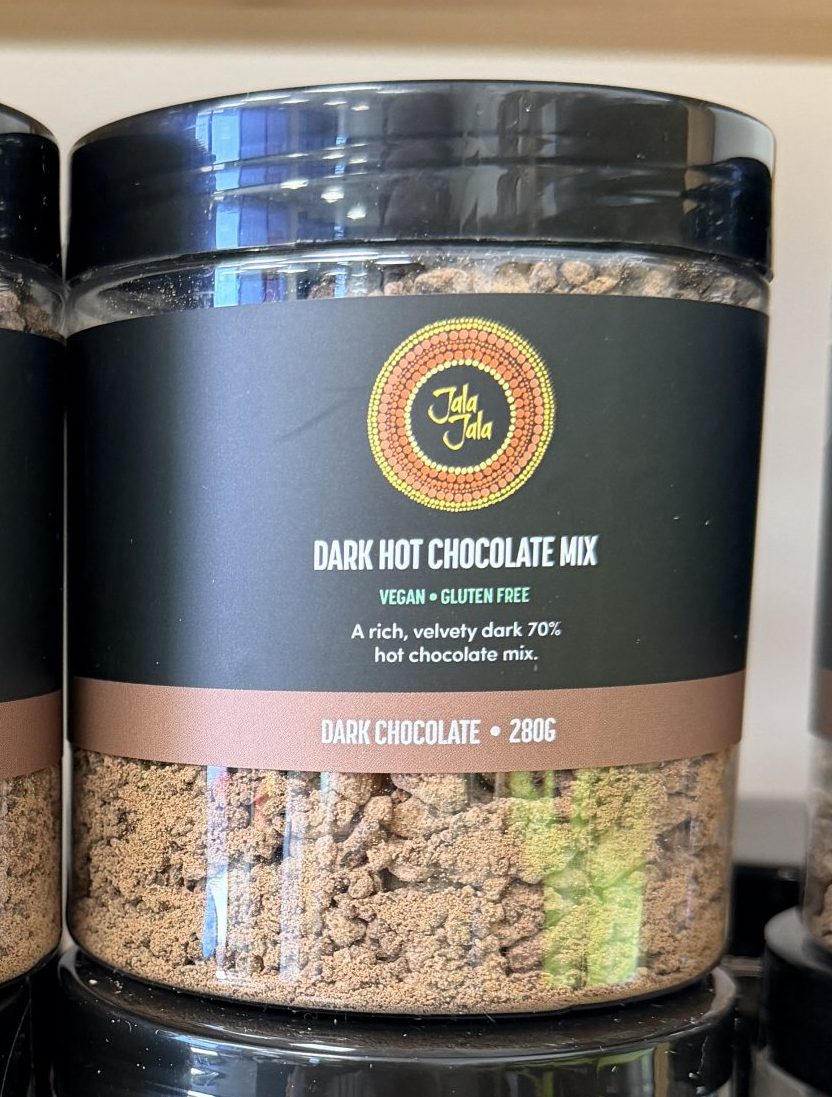 Jala
Jala
DARK HOT CHOCOLATE MIX
VEGAN • GLUTEN FREE
A rich, velvety dark 70%
hot chocolate mix.
DARK CHOCOLATE • 280G